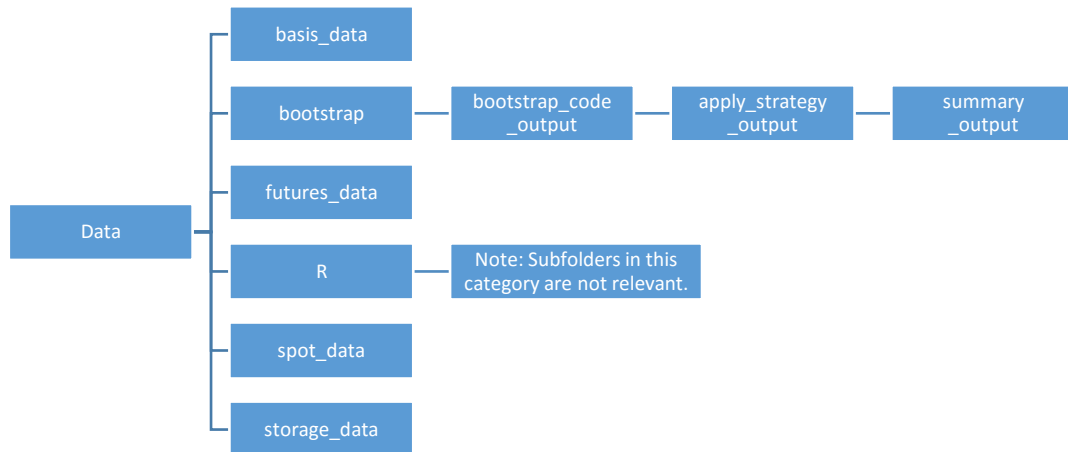 basis_data
bootstrap
bootstrap_code
_output
apply_strategy
_output
summary
_output
futures_data
Data
R
Note: Subfolders in this
category are not relevant.
spot_data
storage_data